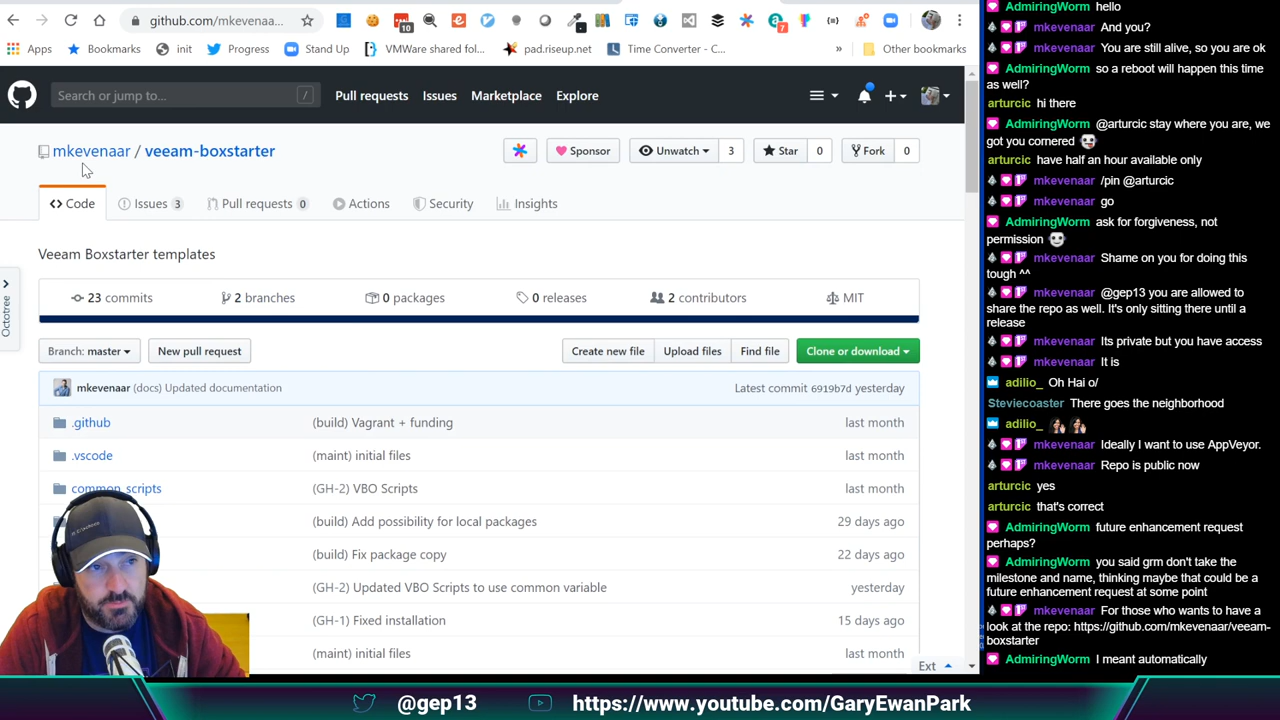 github.com/mkevenaa...
10
7
Apps
Bookmarks
init
Progress
Stand Up
VMWare shared fol...
pad.riseup.net
Time Converter - C...
»
Other bookmarks
Search or jump to...
/
Pull requests
Issues
Marketplace
Explore
mkevenaar / veeam-boxstarter
Sponsor
Unwatch
3
Star
0
Fork
0
Code
Issues 3
Pull requests 0
Actions
Security
Insights
Octotree
Veeam Boxstarter templates
23 commits
2 branches
0 packages
0 releases
2 contributors
MIT
Branch: master
New pull request
Create new file
Upload files
Find file
Clone or download
mkevenaar (docs) Updated documentation
Latest commit 6919b7d yesterday
.github
(build) Vagrant + funding
last month
.vscode
(maint) initial files
last month
common_scripts
(GH-2) VBO Scripts
last month
(build) Add possibility for local packages
29 days ago
(build) Fix package copy
22 days ago
(GH-2) Updated VBO Scripts to use common variable
yesterday
(GH-1) Fixed installation
15 days ago
(maint) initial files
last month
Ext
AdmiringWorm hello
mkevenaar And you?
mkevenaar You are still alive, so you are ok
AdmiringWorm so a reboot will happen this time
as well?
arturcic hi there
AdmiringWorm @arturcic stay where you are, we
got you cornered
arturcic have half an hour available only
mkevenaar /pin @arturcic
mkevenaar go
AdmiringWorm ask for forgiveness, not
permission
mkevenaar Shame on you for doing this
tough ^^
mkevenaar @gep13 you are allowed to
share the repo as well. It's only sitting there until a
release
mkevenaar Its private but you have access
mkevenaar It is
adilio_ Oh Hai o/
Steviecoaster There goes the neighborhood
adilio_
mkevenaar Ideally I want to use AppVeyor.
mkevenaar Repo is public now
arturcic yes
arturcic that's correct
AdmiringWorm future enhancement request
perhaps?
AdmiringWorm you said grm don't take the
milestone and name, thinking maybe that could be a
future enhancement request at some point
mkevenaar For those who wants to have a
look at the repo: https://github.com/mkevenaar/veeam-
boxstarter
AdmiringWorm I meant automatically
@gep13
https://www.youtube.com/GaryEwanPark